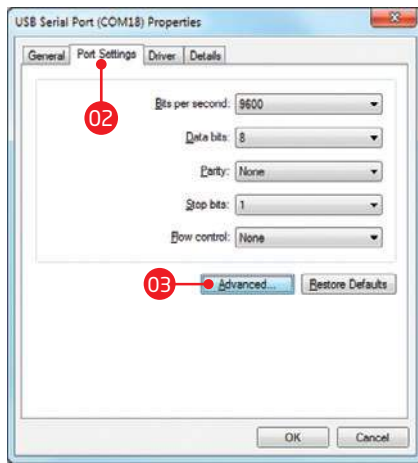 USB Serial Port (COM18) Properties
General Port Settings Driver Details
02
Bits per second: 9600
Data bits: 8
Parity: None
Stop bits: 1
Flow control: None
03
Advanced... Restore Defaults
OK Cancel